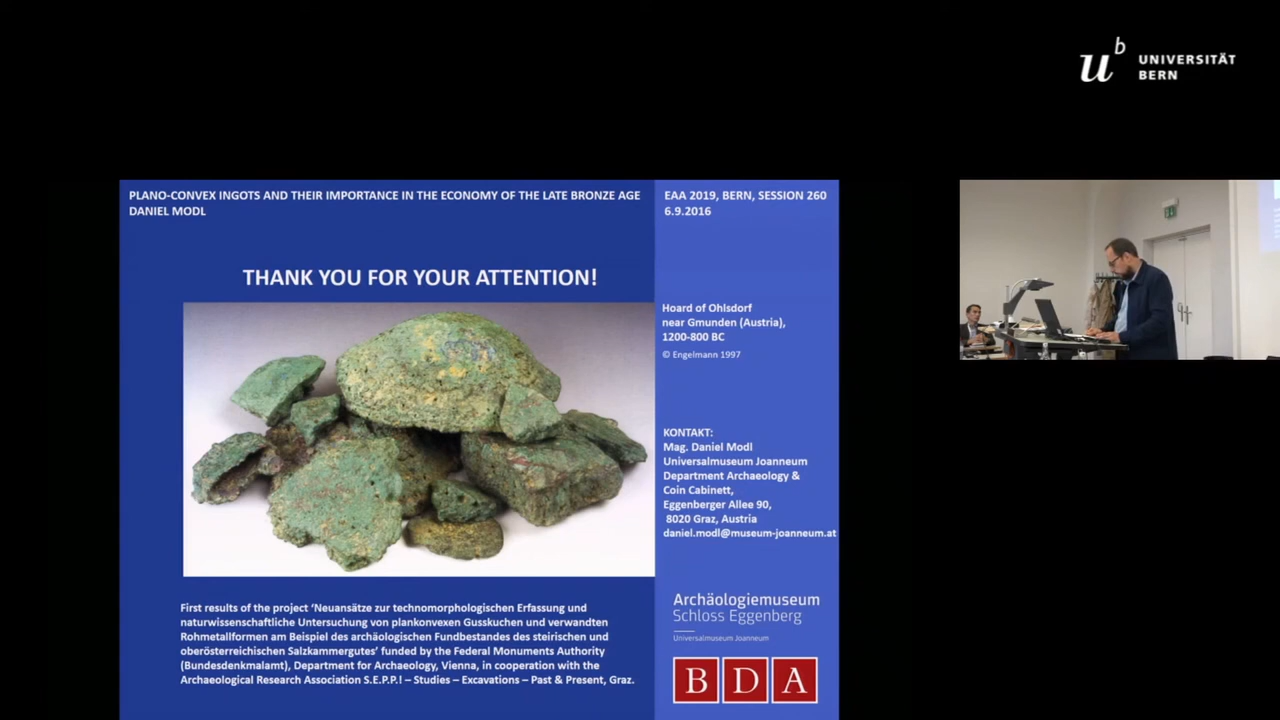 u b UNIVERSITÄT
BERN
PLANO-CONVEX INGOTS AND THEIR IMPORTANCE IN THE ECONOMY OF THE LATE BRONZE AGE
DANIEL MODL
EAA 2019, BERN, SESSION 260
6.9.2016
THANK YOU FOR YOUR ATTENTION!
Hoard of Ohlsdorf
near Gmunden (Austria),
1200-800 BC
© Engelmann 1997
KONTAKT:
Mag. Daniel Modl
Universalmuseum Joanneum
Department Archaeology &
Coin Cabinett,
Eggenberger Allee 90,
8020 Graz, Austria
daniel.modl@museum-joanneum.at
First results of the project ‘Neuansätze zur technomorphologischen Erfassung und
naturwissenschaftliche Untersuchung von plankonvexen Gusskuchen und verwandten
Rohmetallformen am Beispiel des archäologischen Fundbestandes des steirischen und
oberösterreichischen Salzkammergutes’ funded by the Federal Monuments Authority
(Bundesdenkmalamt), Department for Archaeology, Vienna, in cooperation with the
Archaeological Research Association S.E.P.P.! – Studies – Excavations – Past & Present, Graz.
Archäologiemuseum
Schloss Eggenberg
Universalmuseum Joanneum
BDA